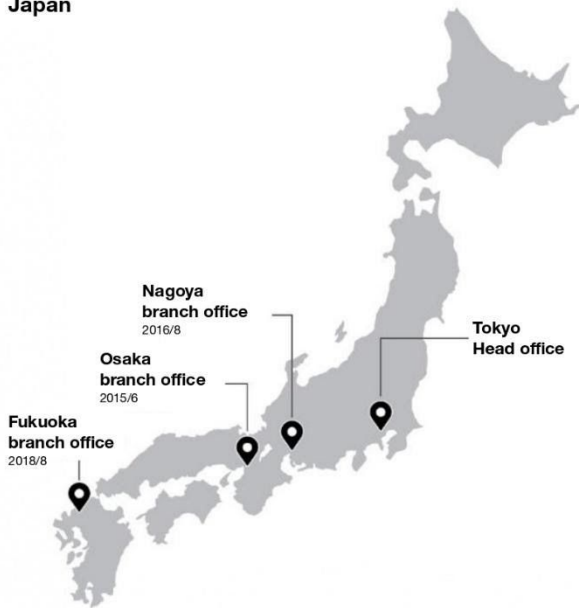 Japan
Nagoya
branch office
2016/8
Tokyo
Head office
Osaka
branch office
2015/6
Fukuoka
branch office
2018/8